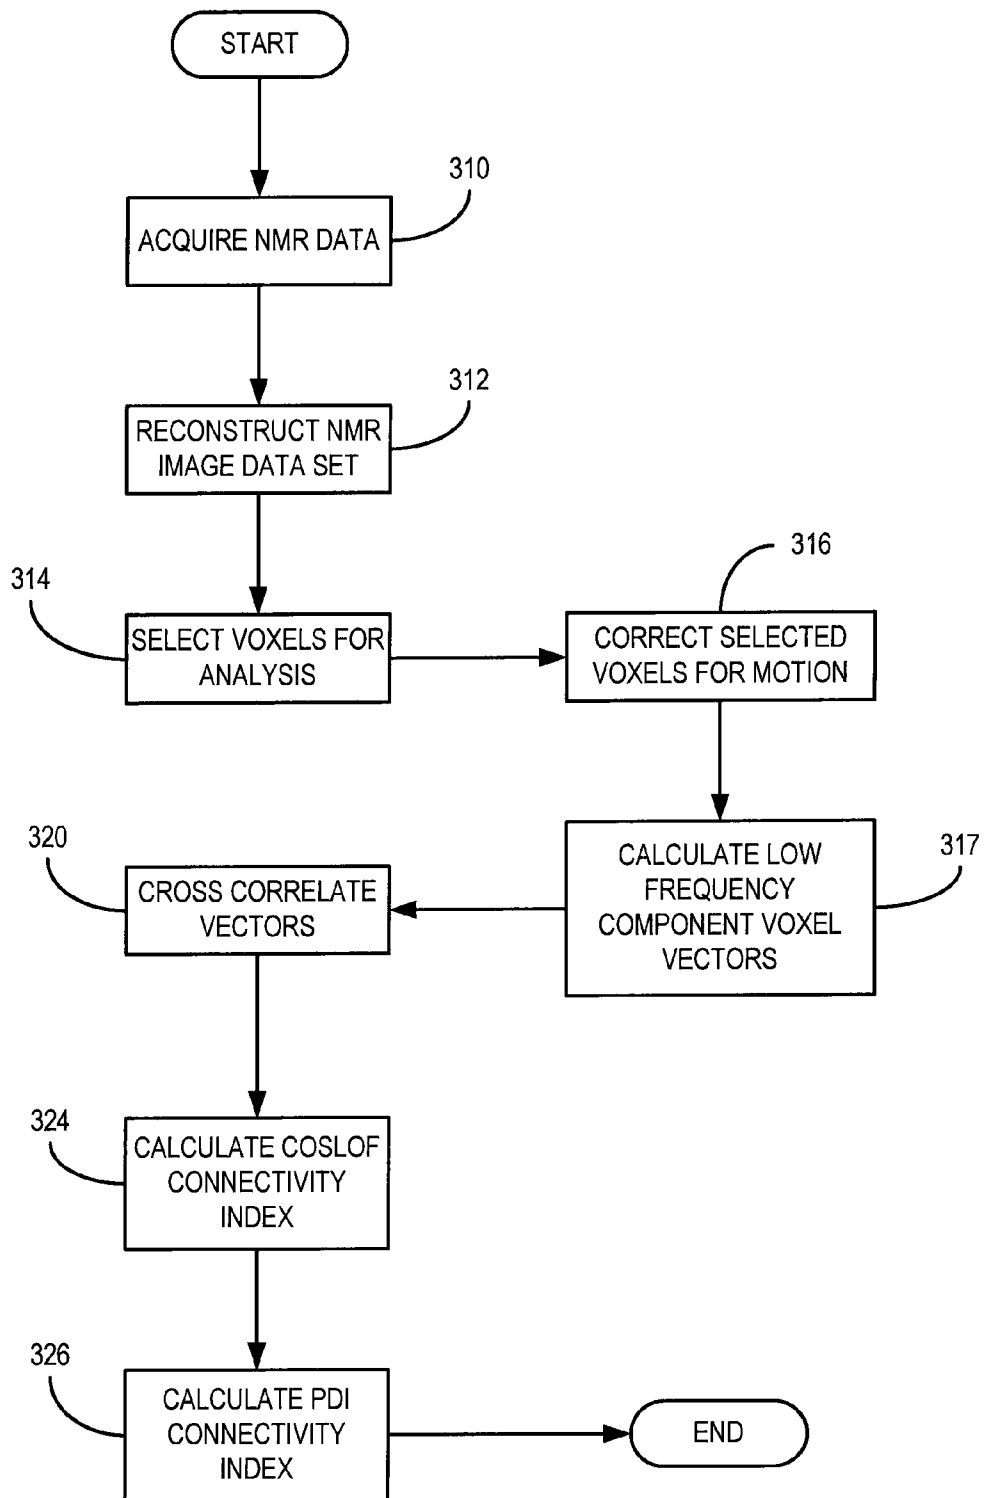 START
310
ACQUIRE NMR DATA
312
RECONSTRUCT NMR
IMAGE DATA SET
314
SELECT VOXELS FOR
ANALYSIS
316
CORRECT SELECTED
VOXELS FOR MOTION
317
CALCULATE LOW
FREQUENCY
COMPONENT VOXEL
VECTORS
320
CROSS CORRELATE
VECTORS
324
CALCULATE COSLOF
CONNECTIVITY
INDEX
326
CALCULATE PDI
CONNECTIVITY
INDEX
END